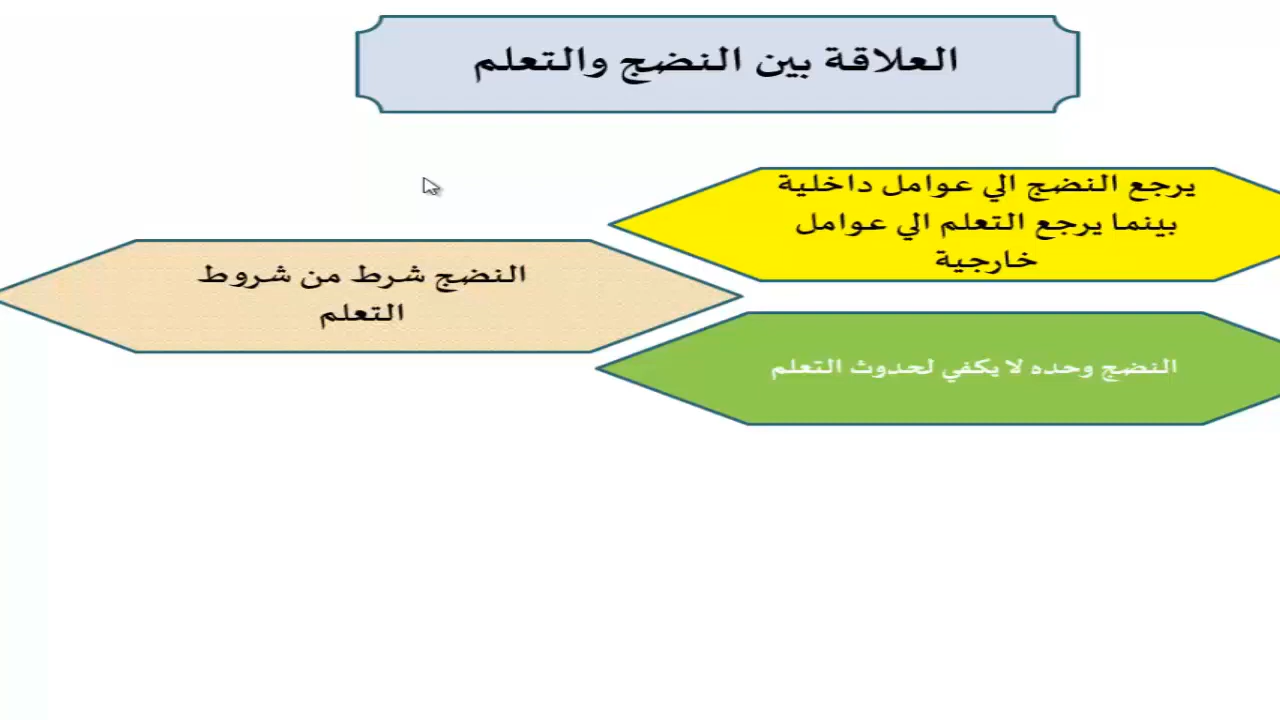 العلاقة بين النضج والتعلم
يرجع النضج الي عوامل داخلية
بينما يرجع التعلم الي عوامل
خارجية
النضج شرط من شروط
التعلم
النضج وحده لا يكفي لحدوث التعلم